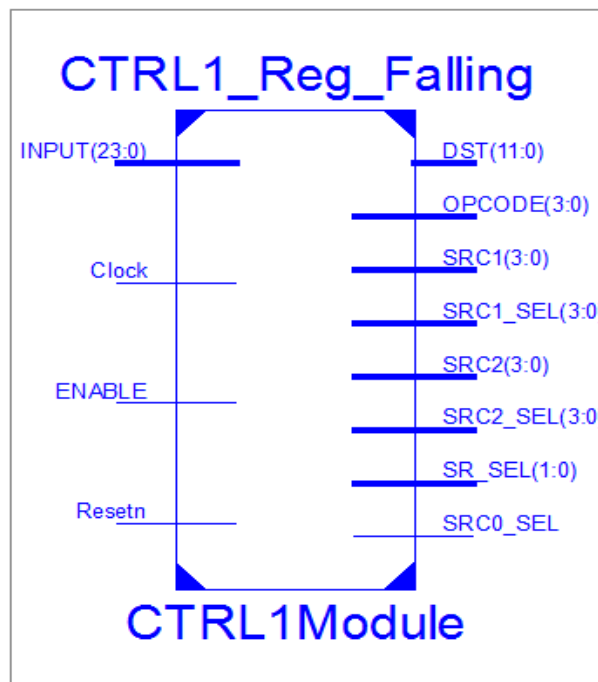 CTRL1_Reg_Falling
INPUT(23:0)
DST(11:0)
OPCODE(3:0)
Clock
SRC1(3:0)
SRC1_SEL(3:0
ENABLE
SRC2(3:0)
SRC2_SEL(3:0
SR_SEL(1:0)
Resetn
SRC0_SEL
CTRL1Module